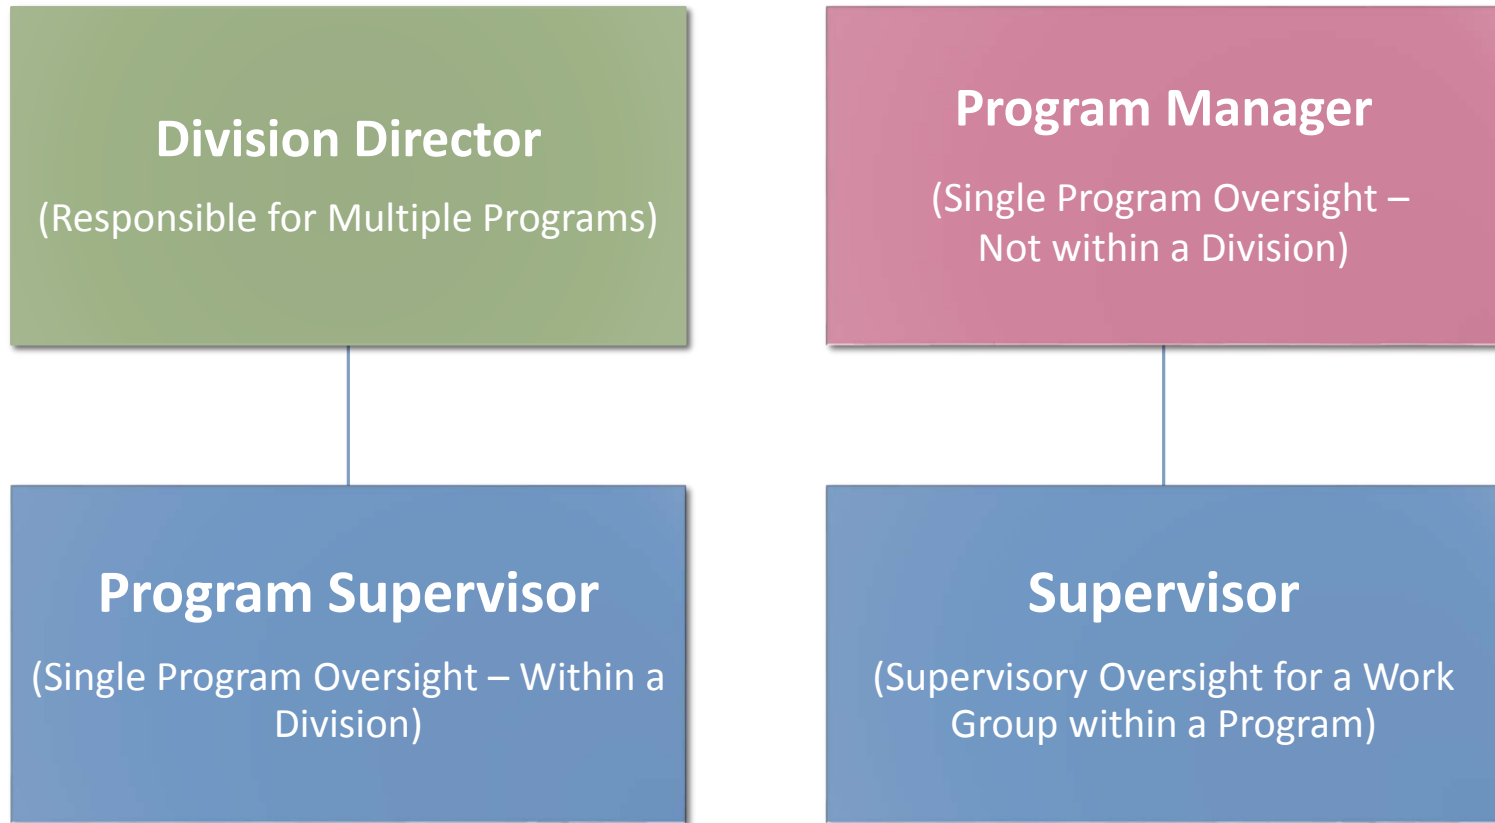 Division Director
(Responsible for Multiple Programs)
Program Manager
(Single Program Oversight –
Not within a Division)
Program Supervisor
(Single Program Oversight – Within a
Division)
Supervisor
(Supervisory Oversight for a Work
Group within a Program)